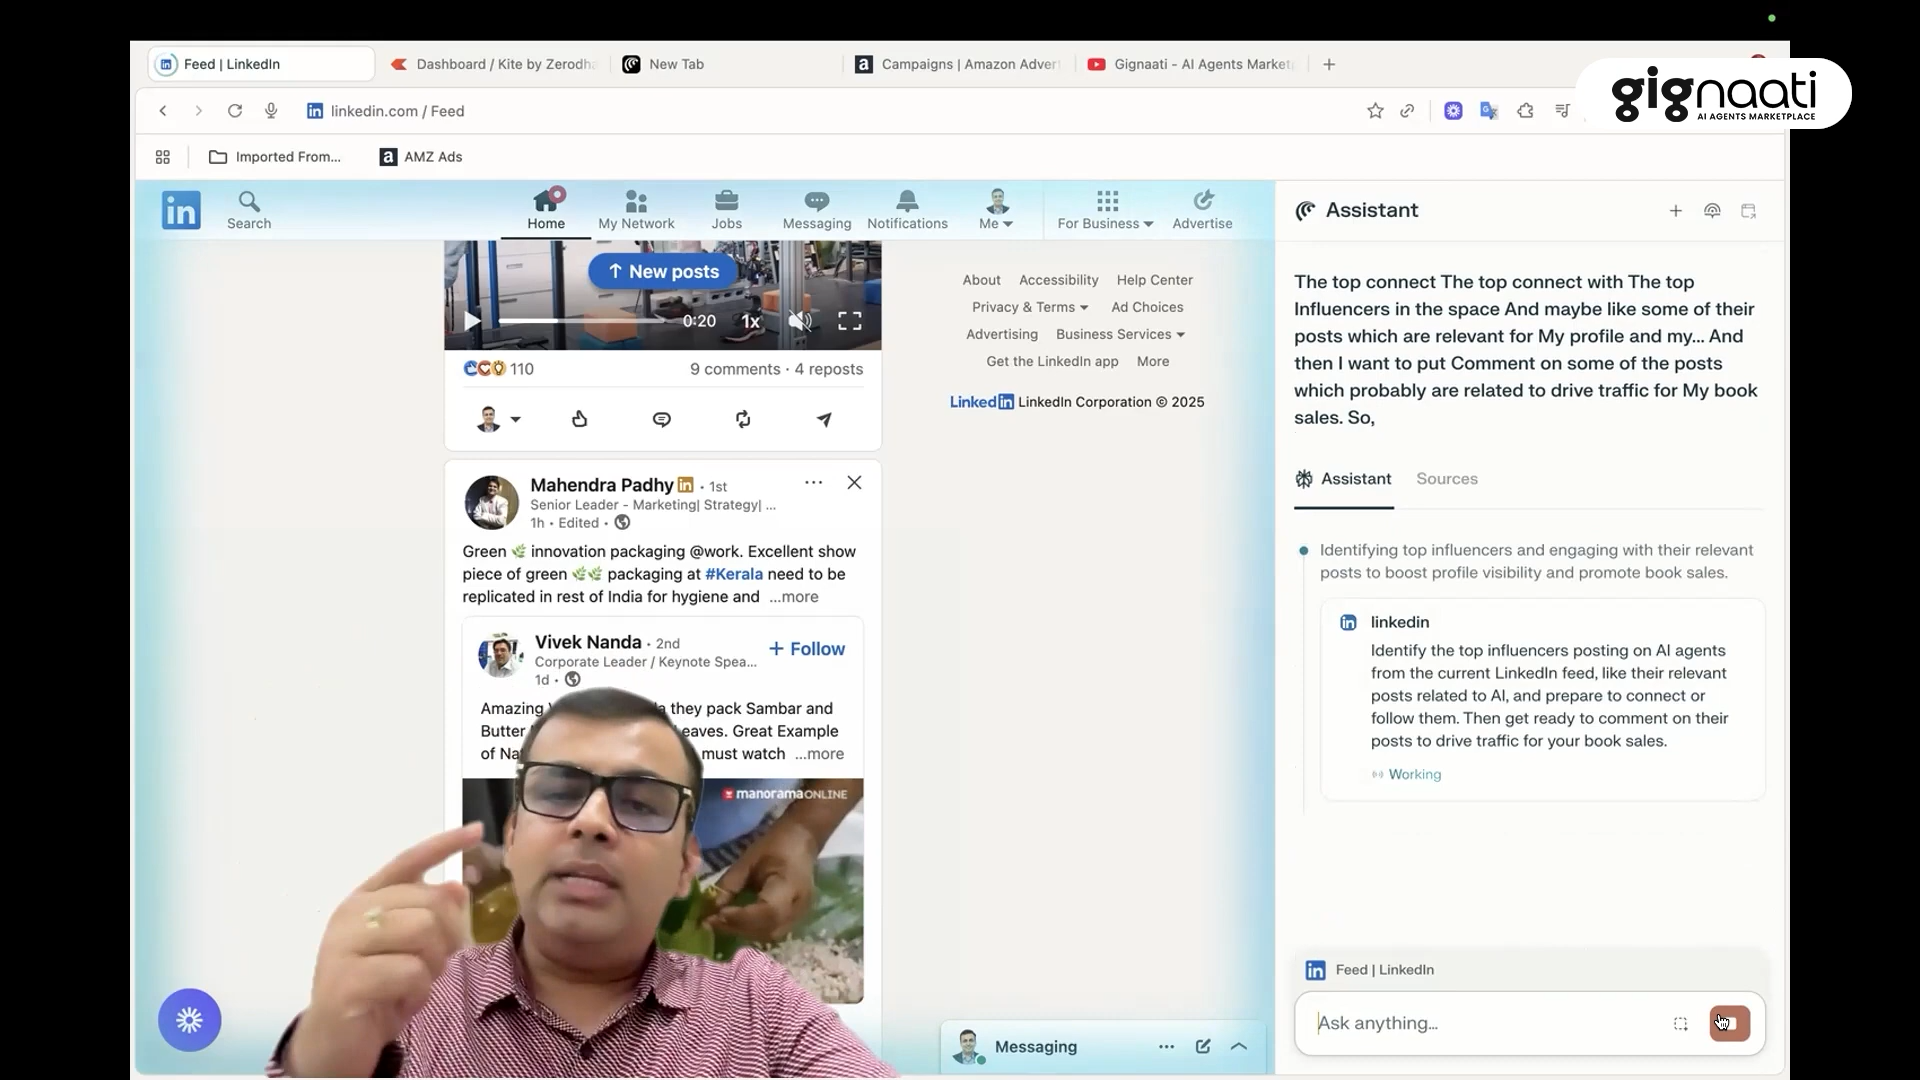 Feed | LinkedIn
Dashboard / Kite by Zerodha
New Tab
Campaigns | Amazon Advert
Gignaati - AI Agents Market
gignaati
AI AGENTS MARKETPLACE
linkedin.com / Feed
Imported From...
AMZ Ads
in
Search
Home
My Network
Jobs
Messaging
Notifications
Me
For Business
Advertise
New posts
0:20
1x
110
9 comments · 4 reposts
Mahendra Padhy in • 1st
Senior Leader - Marketing| Strategy| ...
1h • Edited •
Green innovation packaging @work. Excellent show
piece of green packaging at #Kerala need to be
replicated in rest of India for hygiene and ...more
Vivek Nanda • 2nd
+ Follow
Corporate Leader / Keynote Spea...
1d •
Amazing they pack Sambar and
Butter eaves. Great Example
of Na must watch ...more
manoramaONLINE
About Accessibility Help Center
Privacy & Terms Ad Choices
Advertising Business Services
Get the LinkedIn app More
LinkedIn LinkedIn Corporation © 2025
Messaging
Assistant
The top connect The top connect with The top
Influencers in the space And maybe like some of their
posts which are relevant for My profile and my... And
then I want to put Comment on some of the posts
which probably are related to drive traffic for My book
sales. So,
Assistant Sources
Identifying top influencers and engaging with their relevant
posts to boost profile visibility and promote book sales.
linkedin
Identify the top influencers posting on AI agents
from the current LinkedIn feed, like their relevant
posts related to AI, and prepare to connect or
follow them. Then get ready to comment on their
posts to drive traffic for your book sales.
Working
Feed | LinkedIn
Ask anything...